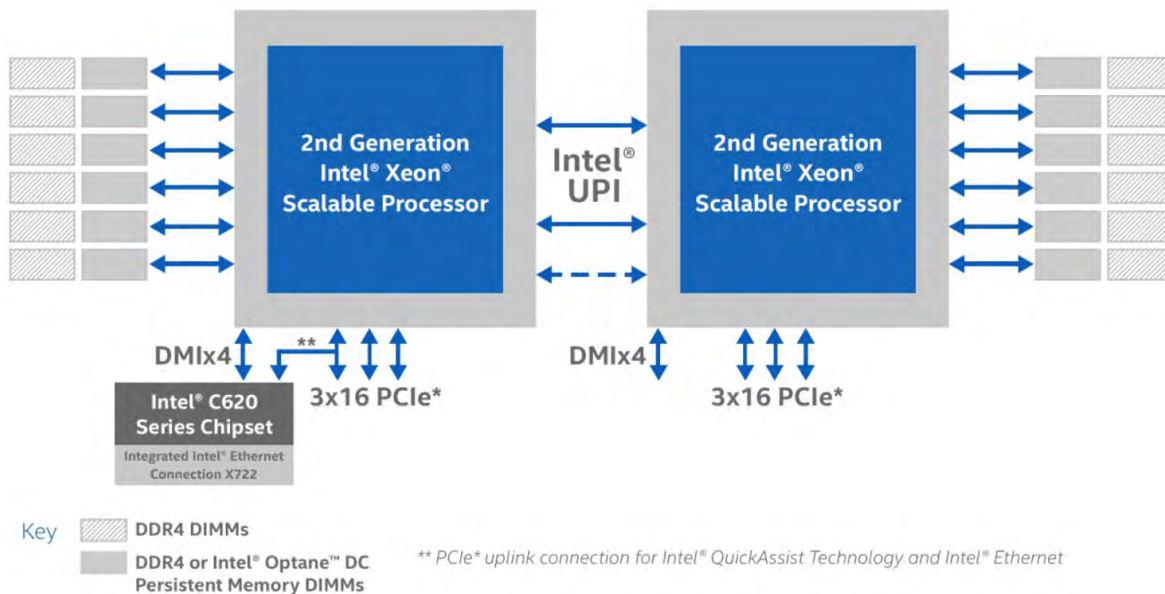 2nd Generation
Intel® Xeon®
Scalable Processor
Intel®
UPI
2nd Generation
Intel® Xeon®
Scalable Processor
DMIx4
**
3x16 PCIe*
DMIx4
3x16 PCIe*
Intel® C620
Series Chipset
Integrated Intel® Ethernet
Connection X722
Key
DDR4 DIMMs
DDR4 or Intel® Optane™ DC
Persistent Memory DIMMs
** PCIe* uplink connection for Intel® QuickAssist Technology and Intel® Ethernet